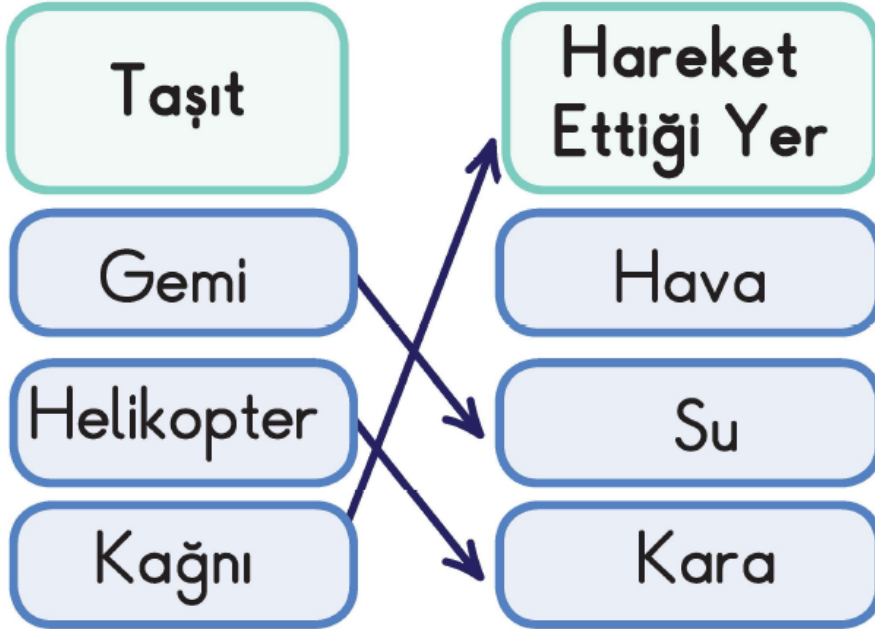 Taşıt
Hareket
Ettiği Yer
Gemi
Hava
Helikopter
Su
Kağnı
Kara